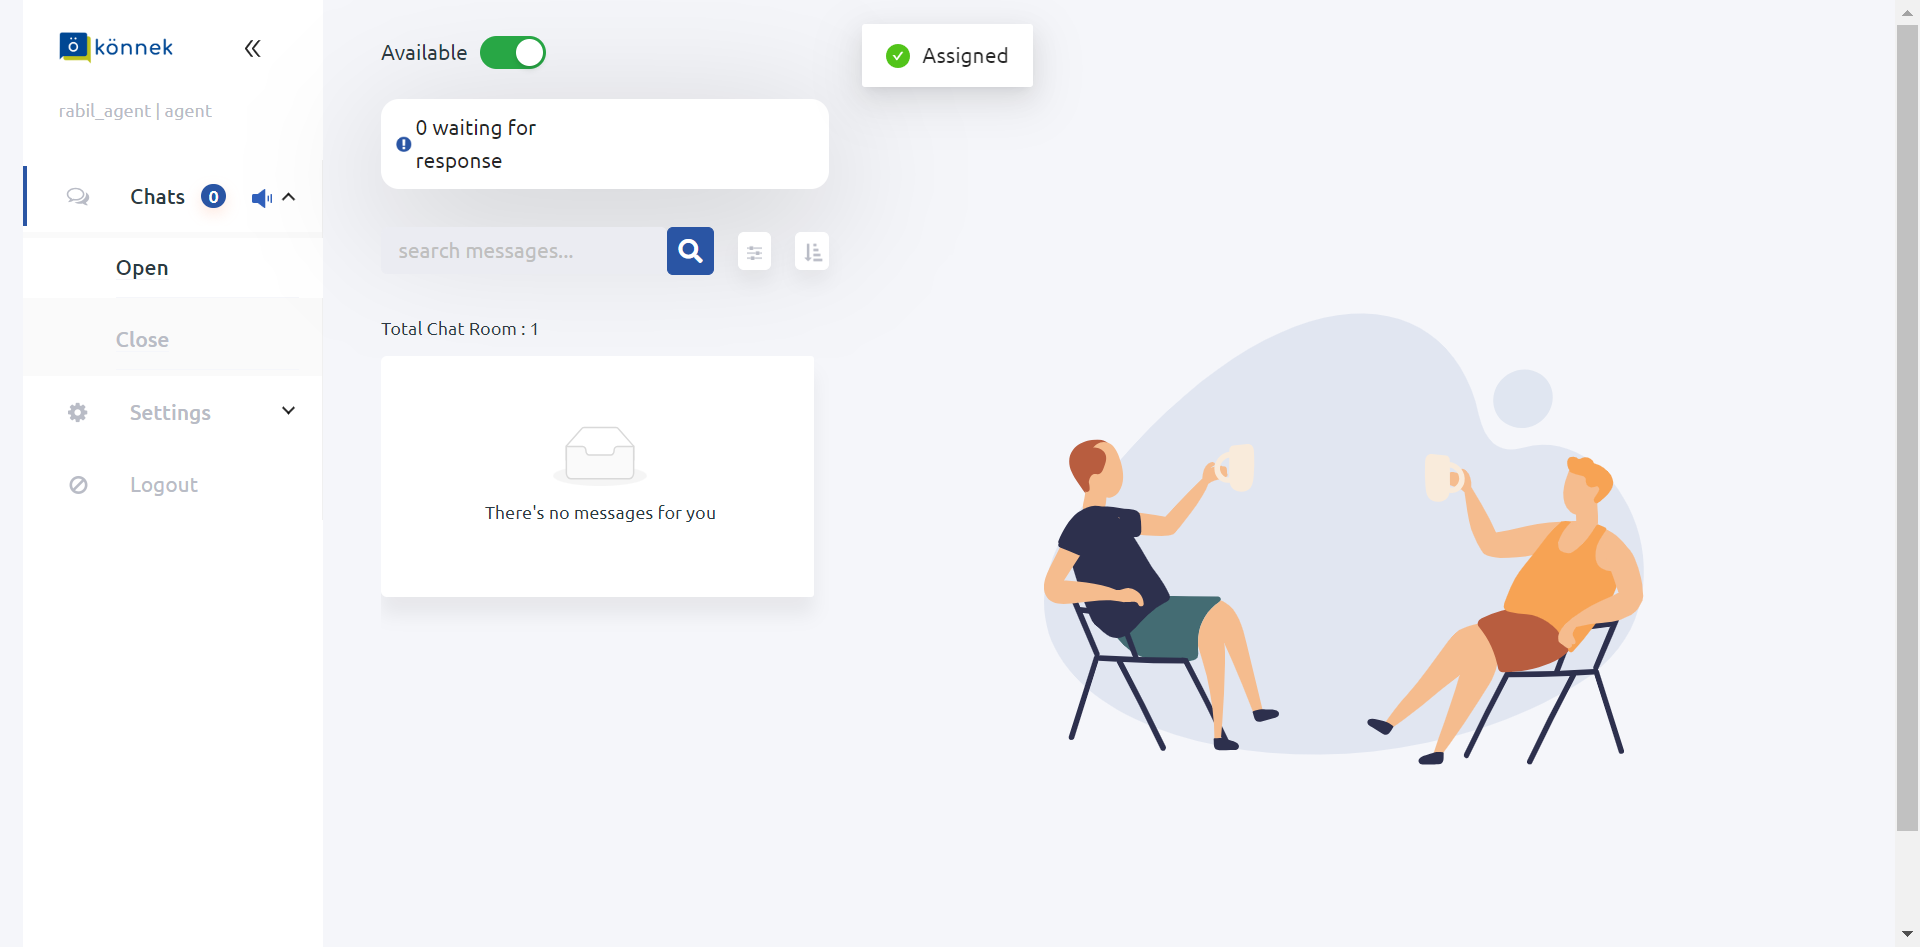 ö könnek
rabil_agent | agent
Chats 0
Open
Close
Settings
Logout
Available
Assigned
0 waiting for
response
search messages...
Total Chat Room : 1
There's no messages for you